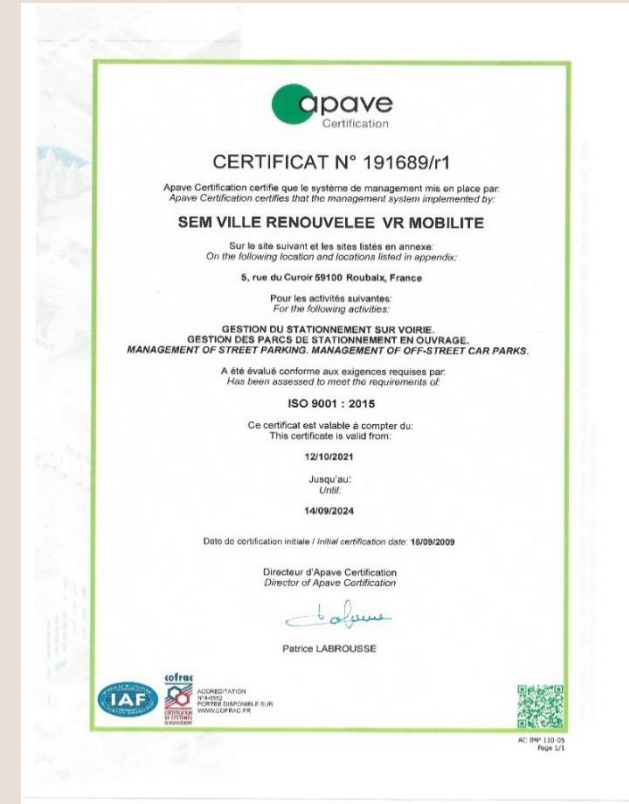 apave
Certification
CERTIFICAT N° 191689/r1
Apave Certification certifie que le système de management mis en place par:
Apave Certification certifies that the management system implemented by:
SEM VILLE RENOUVELEE VR MOBILITE
Sur le site suivant et les sites listés en annexe:
On the following location and locations listed in appendix:
5, rue du Curoir 59100 Roubaix, France
Pour les activités suivantes:
For the following activities:
GESTION DU STATIONNEMENT SUR VOIRIE.
GESTION DES PARCS DE STATIONNEMENT EN OUVRAGE.
MANAGEMENT OF STREET PARKING. MANAGEMENT OF OFF-STREET CAR PARKS.
A été évalué conforme aux exigences requises par:
Has been assessed to meet the requirements of:
ISO 9001 : 2015
Ce certificat est valable à compter du:
This certificate is valid from:
12/10/2021
Jusqu'au:
Until:
14/09/2024
Date de certification initiale / Initial certification date: 15/09/2009
Directeur d'Apave Certification
Director of Apave Certification
Patrice LABROUSSE
IAF
cofrac
ACCREDITATION
N°4-0592
PORTEE DISPONIBLE SUR
WWW.COFRAC.FR
AC IMP 110-05
Page 1/1